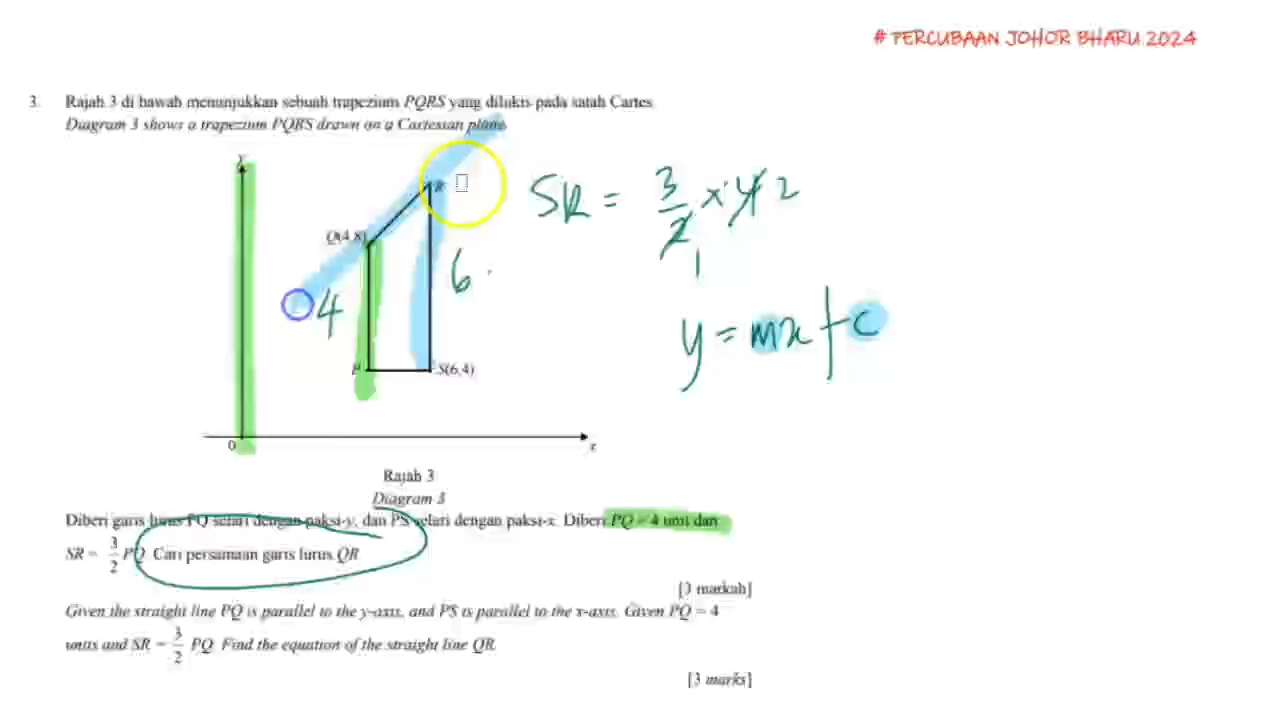 # PERCUBAAN JOHOR BHARU 2024
3. Rajah 3 di bawah menunjukkan sebuah trapezium PQRS yang dilukis pada satah Cartes
Diagram 3 shows a trapezium PQRS drawn on a Cartesian plane
Y
R
Q(4,8)
4
6
P
S(6,4)
0
x
SR = 3/2 x 4 2
1
y = mx + c
Rajah 3
Diagram 3
Diberi garis lurus PQ selari dengan paksi-y, dan PS selari dengan paksi-x. Diberi PQ = 4 unit dan
SR = 3/2 PQ Cari persamaan garis lurus QR
[3 markah]
Given the straight line PQ is parallel to the y-axis, and PS is parallel to the x-axis. Given PQ = 4
units and SR = 3/2 PQ Find the equation of the straight line QR
[3 marks]